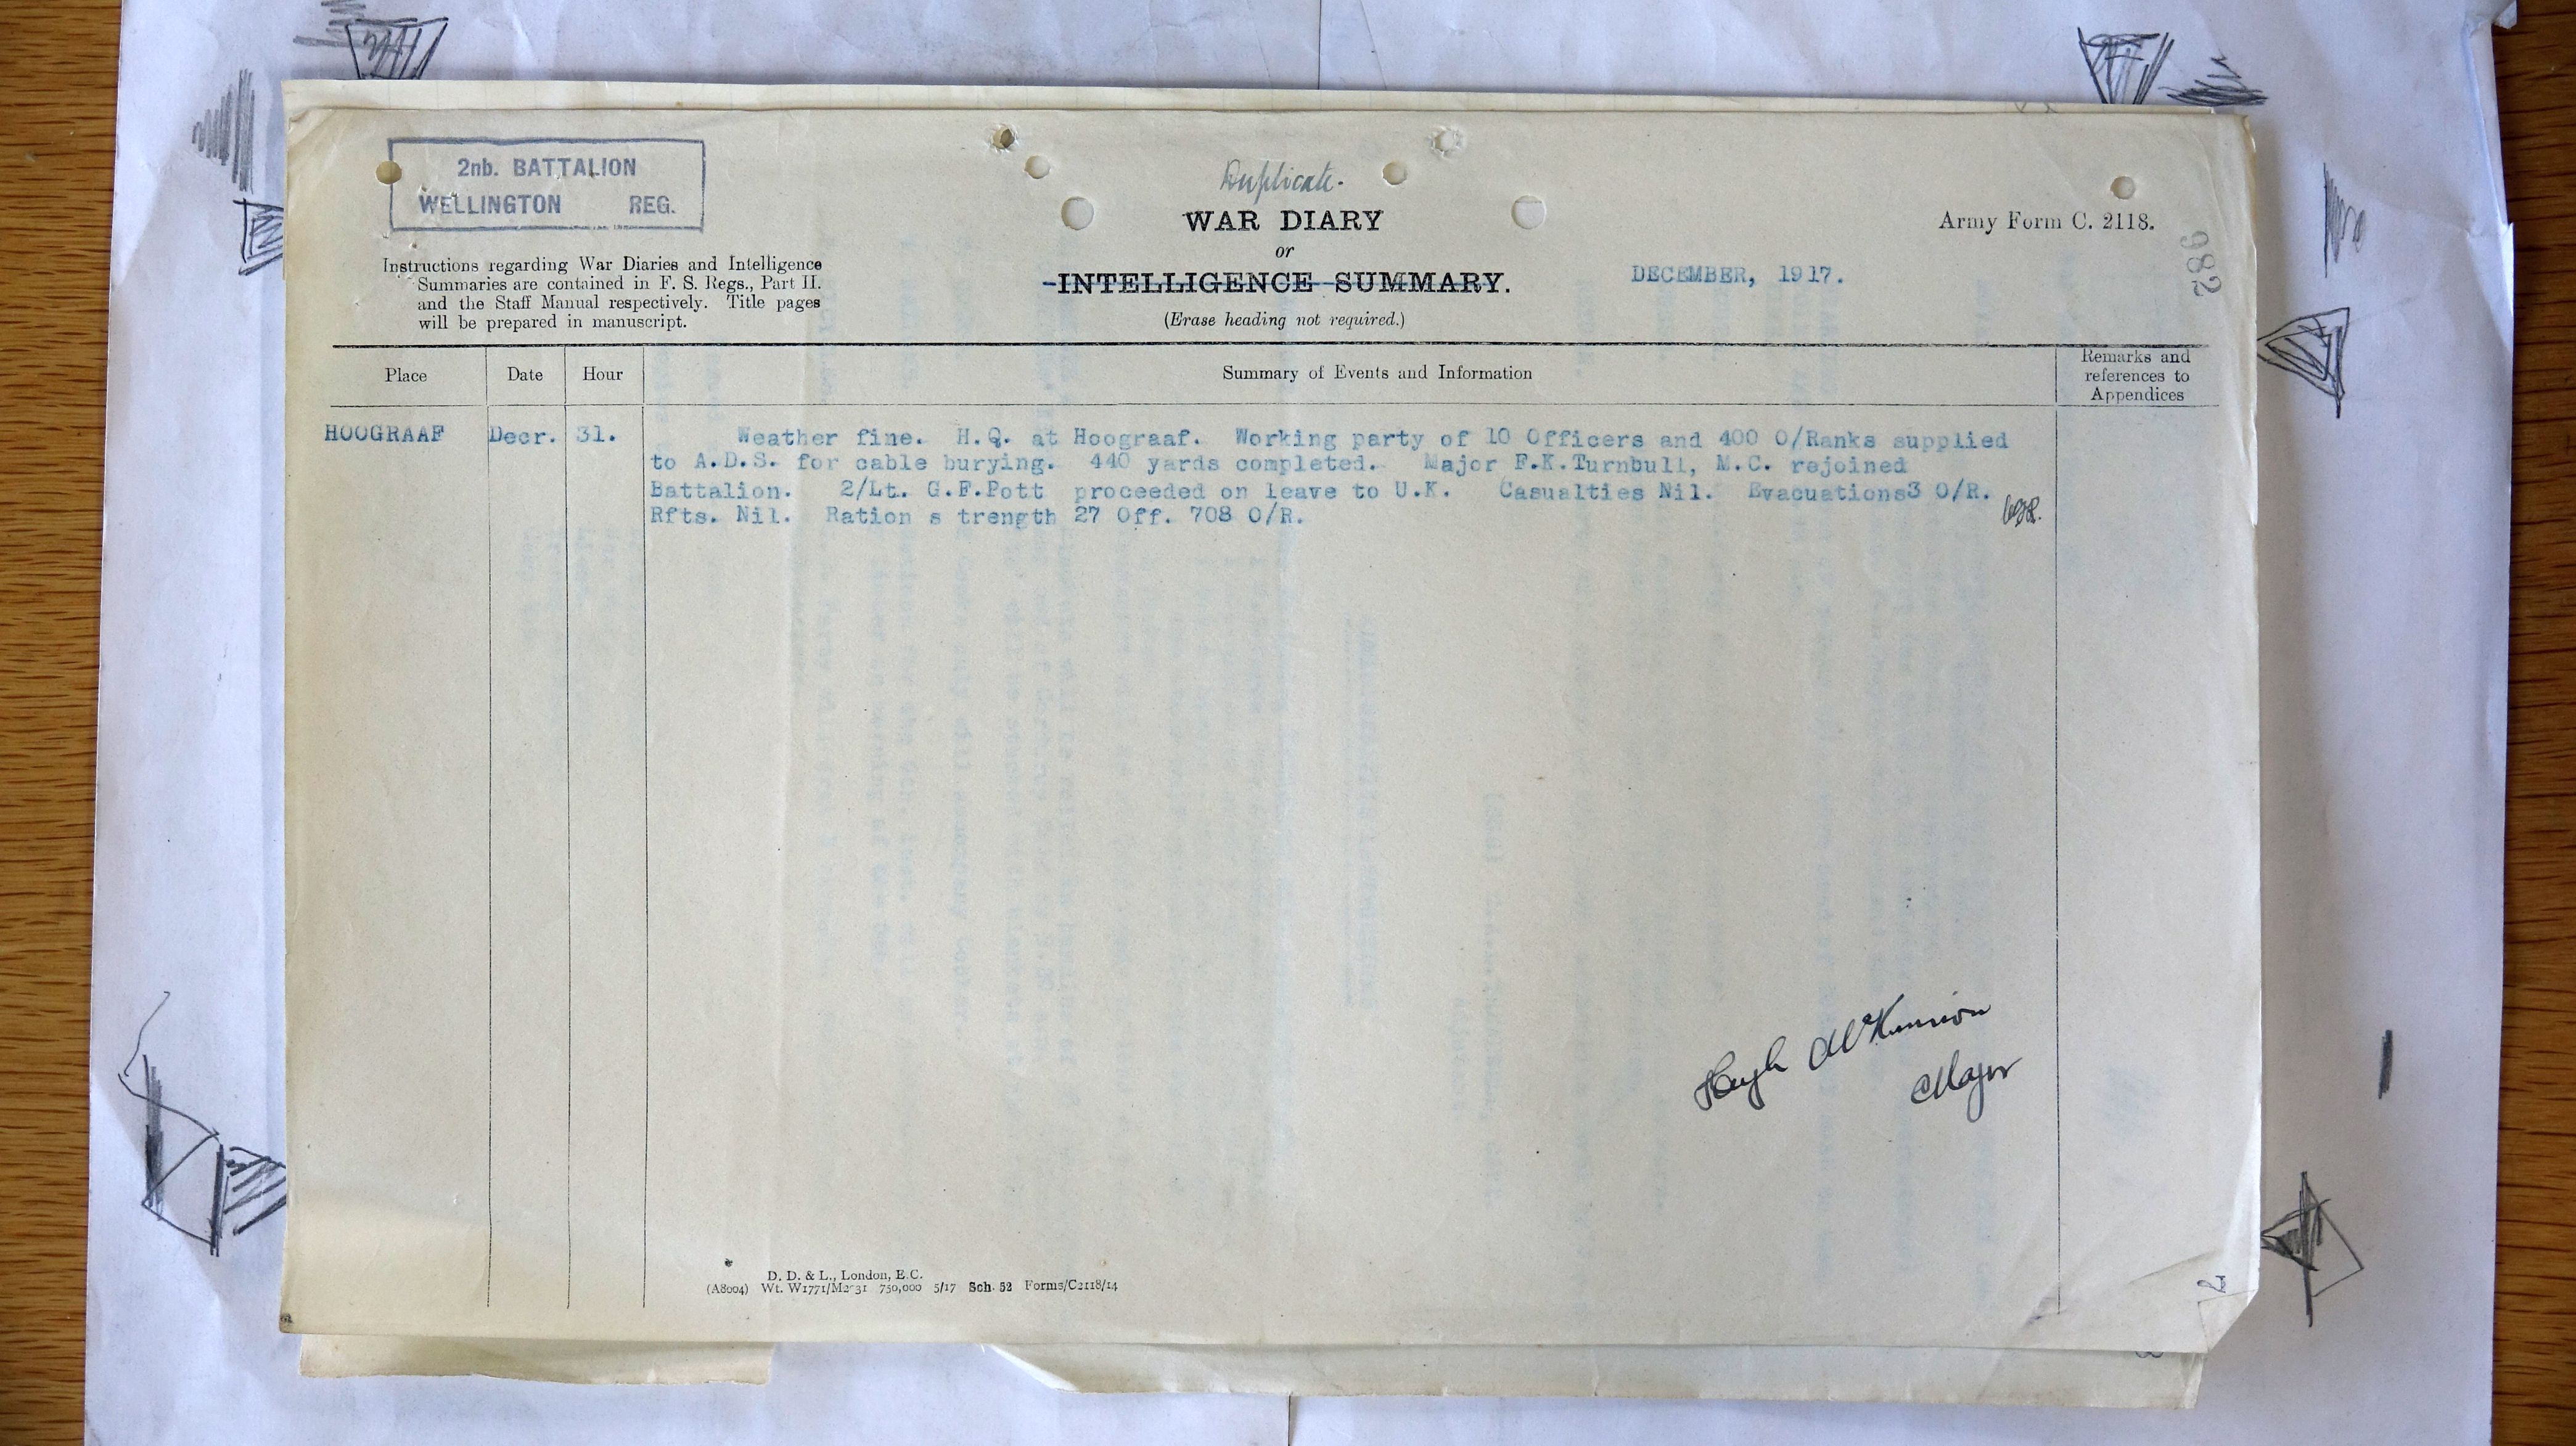 2nb. BATTALION
WELLINGTON REG.
Duplicate.
WAR DIARY
or
INTELLIGENCE SUMMARY.
(Erase heading not required.)
Army Form C. 2118.
982
DECEMBER, 1917.
Instructions regarding War Diaries and Intelligence
Summaries are contained in F. S. Regs., Part II.
and the Staff Manual respectively. Title pages
will be prepared in manuscript.
Place Date Hour Summary of Events and Information Remarks and
references to
Appendices
HOOGRAAF Decr. 31. Weather fine. H.Q. at Hoograaf. Working party of 10 Officers and 400 O/Ranks supplied
to A.D.S. for cable burying. 440 yards completed. Major F.K.Turnbull, M.C. rejoined
Battalion. 2/Lt. G.F.Pott proceeded on leave to U.K. Casualties Nil. Evacuations3 O/R.
Rfts. Nil. Ration s trength 27 Off. 708 O/R.
Hugh McKinnon
Major
D. D. & L., London, E.C.
(A8004) Wt. W1771/M2031 750,000 5/17 Sch. 52 Forms/C2118/14
2